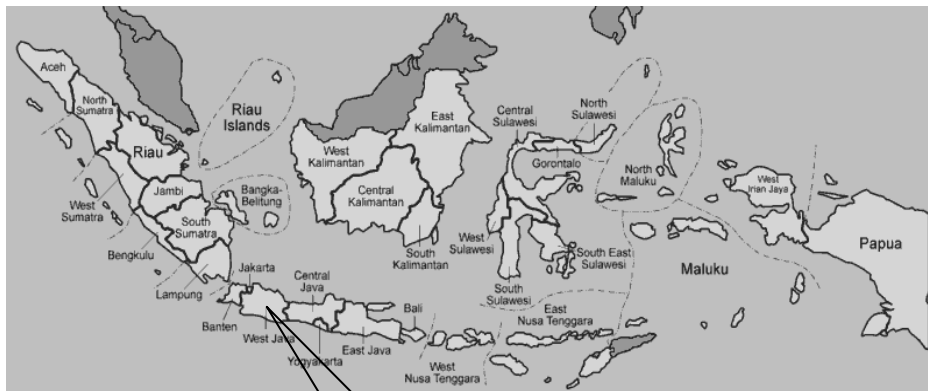 Aceh
North
Sumatra
Riau
Islands
Riau
West
Sumatra
Jambi
Bangka-
Belitung
South
Sumatra
Bengkulu
Lampung
Jakarta
Banten
West Java
Central
Java
Yogyakarta
East Java
Bali
West
Nusa Tenggara
East
Nusa Tenggara
West
Kalimantan
Central
Kalimantan
East
Kalimantan
South
Kalimantan
Central
Sulawesi
North
Sulawesi
Gorontalo
West
Sulawesi
South
Sulawesi
South East
Sulawesi
North
Maluku
Maluku
West
Irian Jaya
Papua